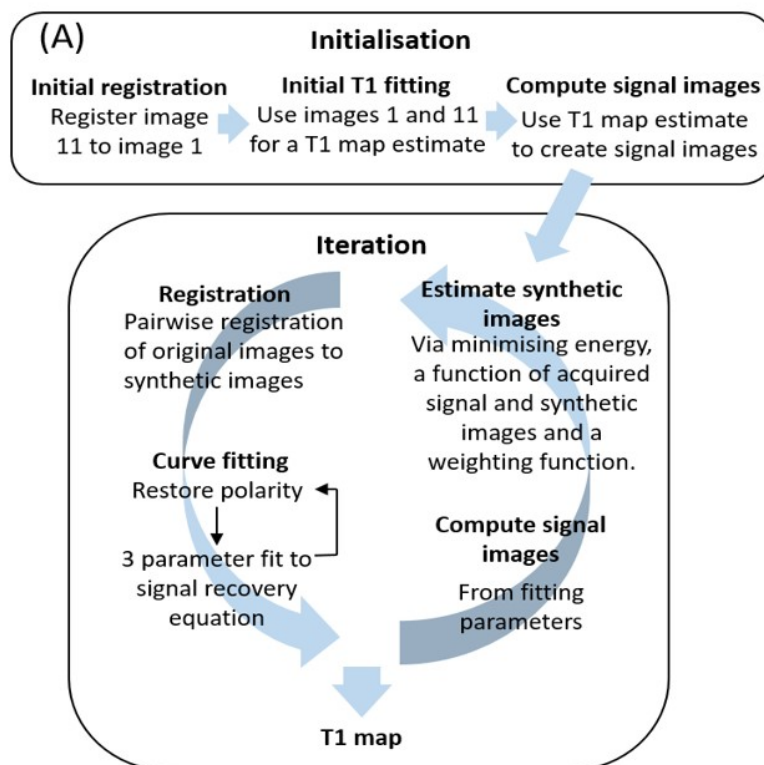 (A)
Initialisation
Initial registration
Register image
11 to image 1
Initial T1 fitting
Use images 1 and 11
for a T1 map estimate
Compute signal images
Use T1 map estimate
to create signal images
Iteration
Registration
Pairwise registration
of original images to
synthetic images
Estimate synthetic
images
Via minimising energy,
a function of acquired
signal and synthetic
images and a
weighting function.
Curve fitting
Restore polarity
3 parameter fit to
signal recovery
equation
Compute signal
images
From fitting
parameters
T1 map